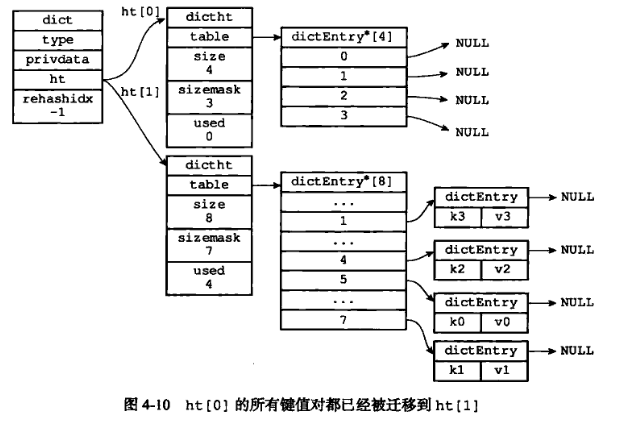 dict
type
privdata
ht
rehashidx
-1
ht[0]
ht[1]
dictht
table
size
4
sizemask
3
used
0
dictEntry*[4]
0
1
2
3
NULL
NULL
NULL
NULL
dictht
table
size
8
sizemask
7
used
4
dictEntry*[8]
...
1
...
4
5
...
7
dictEntry
k3 v3
NULL
dictEntry
k2 v2
NULL
dictEntry
k0 v0
NULL
dictEntry
k1 v1
NULL
图 4-10 ht[0] 的所有键值对都已经被迁移到 ht[1]